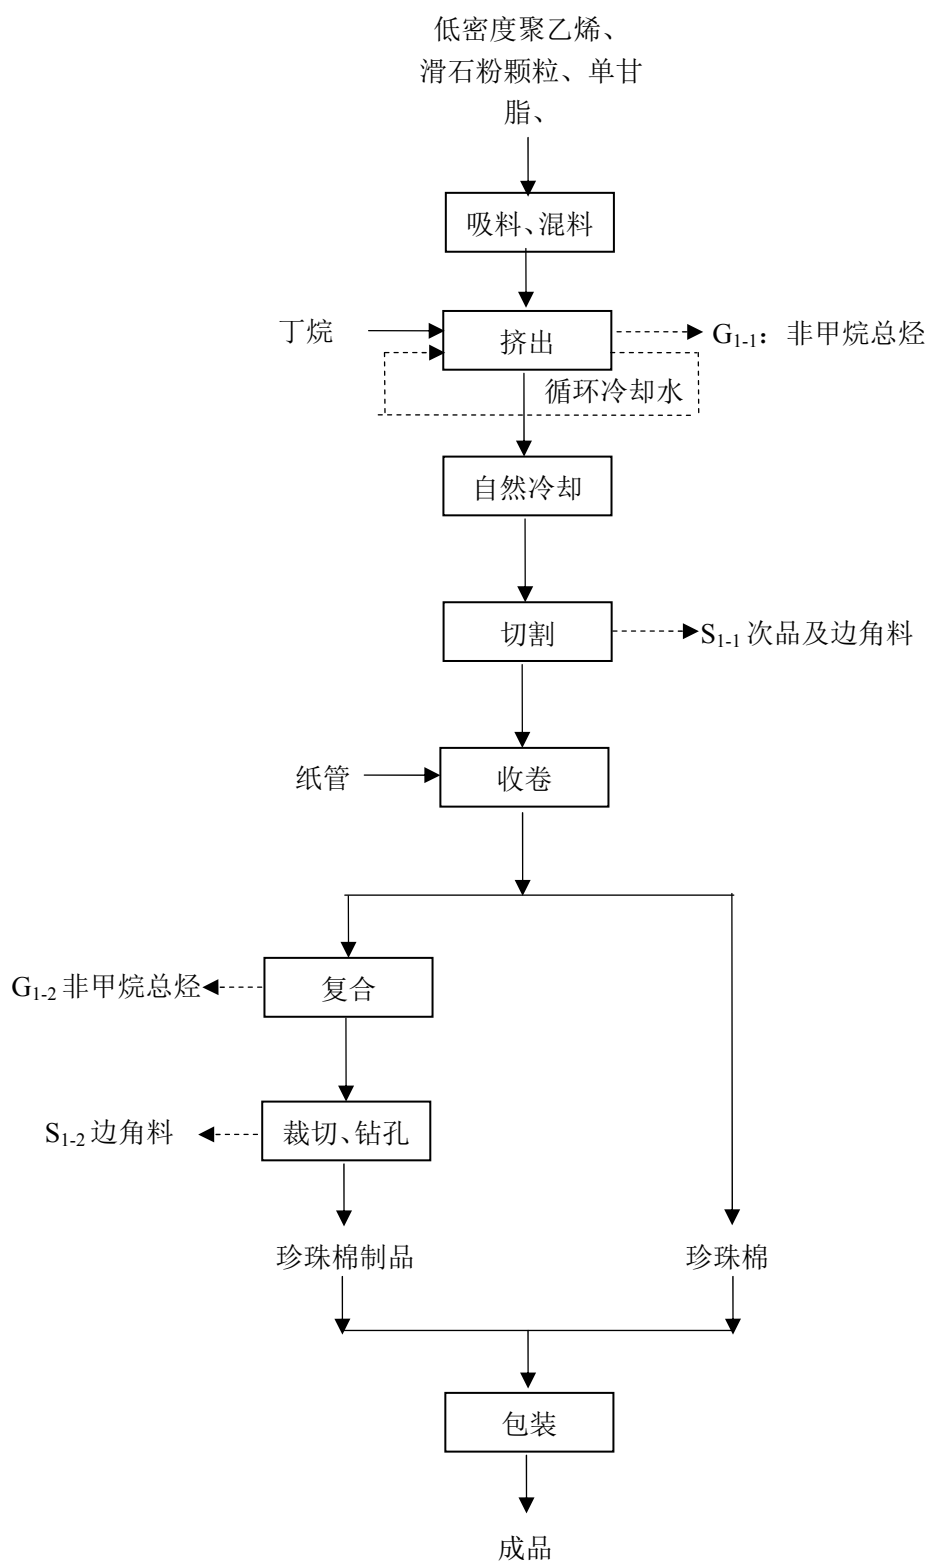 低密度聚乙烯、
滑石粉颗粒、单甘
脂、
吸料、混料
丁烷
挤出
G1-1：非甲烷总烃
循环冷却水
自然冷却
切割
S1-1 次品及边角料
纸管
收卷
G1-2 非甲烷总烃
复合
S1-2 边角料
裁切、钻孔
珍珠棉制品
珍珠棉
包装
成品